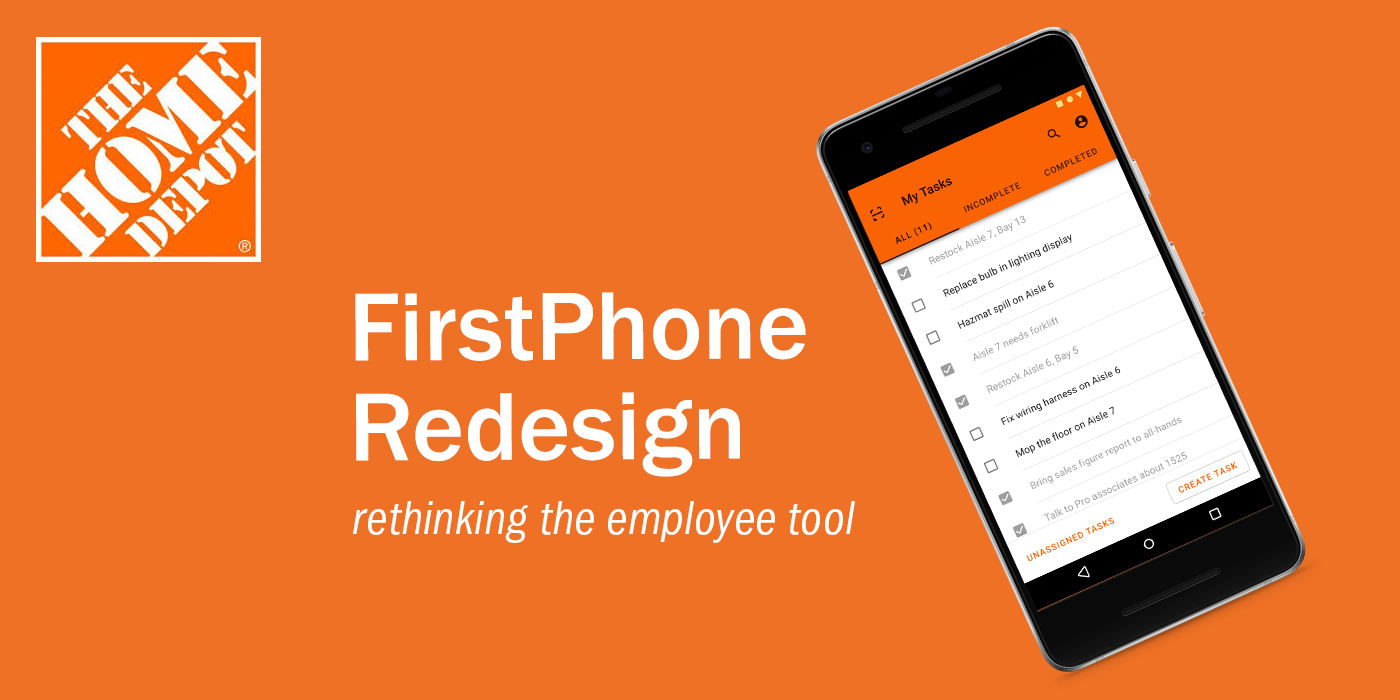 THE
HOME
DEPOT
®
FirstPhone
Redesign
rethinking the employee tool
My Tasks
ALL (11) INCOMPLETE COMPLETED
Restock Aisle 7, Bay 13
Replace bulb in lighting display
Hazmat spill on Aisle 6
Aisle 7 needs forklift
Restock Aisle 6, Bay 5
Fix wiring harness on Aisle 6
Mop the floor on Aisle 7
Bring sales figure report to all-hands
Talk to Pro associates about 1525
UNASSIGNED TASKS CREATE TASK